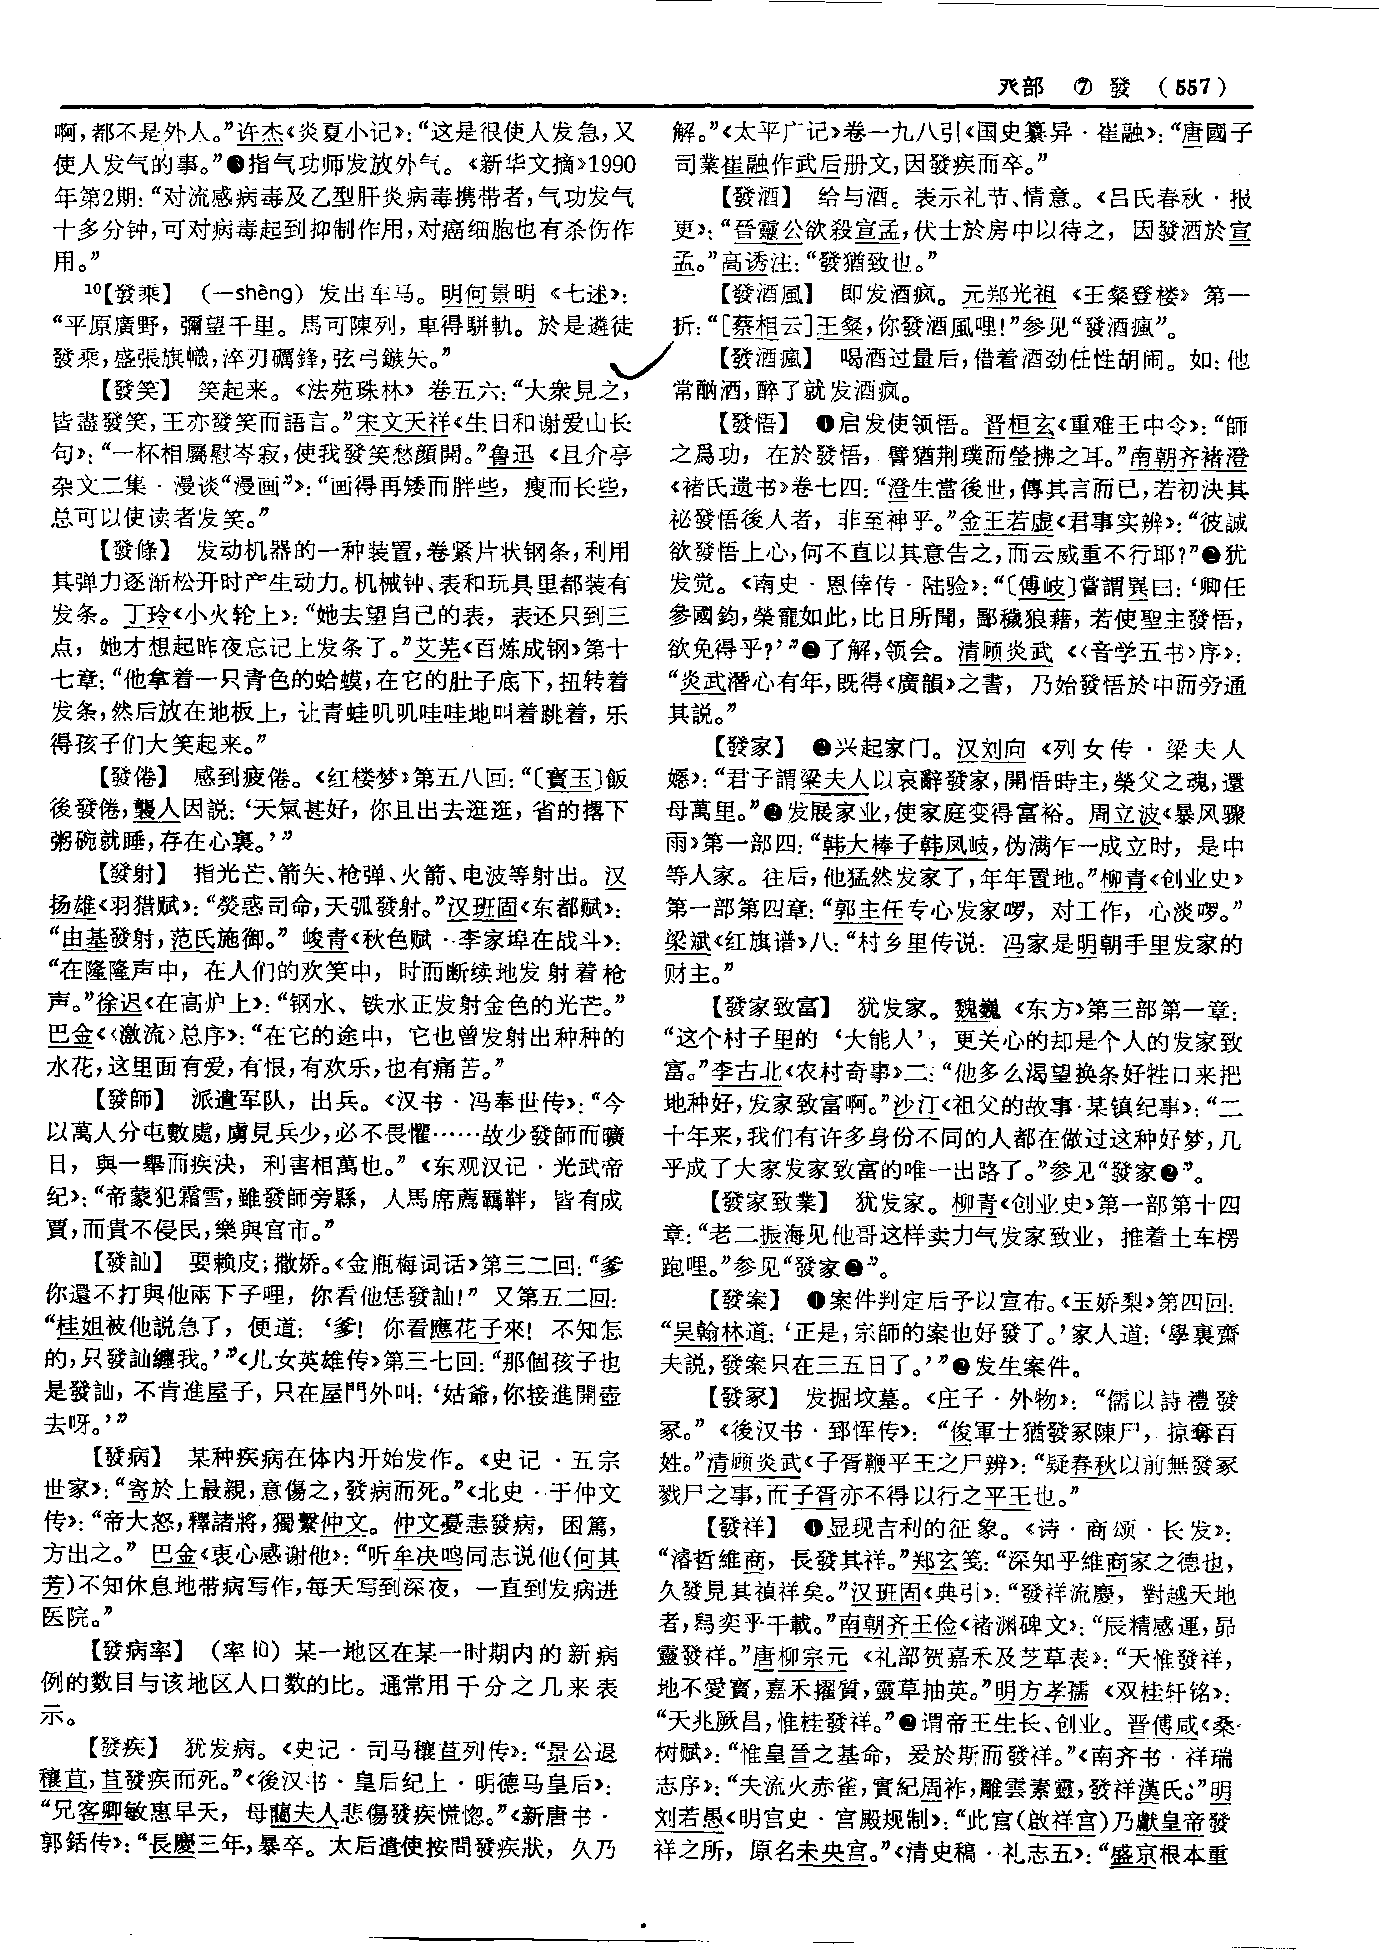 癶部 ⑦ 發 （557）
啊，都不是外人。”许杰《炎夏小记》：“这是很使人发急，又
使人发气的事。”❸指气功师发放外气。《新华文摘》1990
年第2期：“对流感病毒及乙型肝炎病毒携带者，气功发气
十多分钟，可对病毒起到抑制作用，对癌细胞也有杀伤作
用。”
10【發乘】 （—shèng）发出车马。明何景明《七述》：
“平原廣野，彌望千里。馬可陳列，車得駢軌。於是遴徒
發乘，盛張旗幟，淬刃礪鋒，弦弓鏃矢。”
【發笑】 笑起来。《法苑珠林》卷五六：“大衆見之，
皆盡發笑，王亦發笑而語言。”宋文天祥《生日和谢爱山长
句》：“一杯相屬慰岑寂，使我發笑愁顔開。”鲁迅《且介亭
杂文二集·漫谈“漫画”》：“画得再矮而胖些，瘦而长些，
总可以使读者发笑。”
【發條】 发动机器的一种装置，卷紧片状钢条，利用
其弹力逐渐松开时产生动力。机械钟、表和玩具里都装有
发条。丁玲《小火轮上》：“她去望自己的表，表还只到三
点，她才想起昨夜忘记上发条了。”艾芜《百炼成钢》第十
七章：“他拿着一只青色的蛤蟆，在它的肚子底下，扭转着
发条，然后放在地板上，让青蛙叽叽哇哇地叫着跳着，乐
得孩子们大笑起来。”
【發倦】 感到疲倦。《红楼梦》第五八回：“〔寶玉〕飯
後發倦，襲人因説：‘天氣甚好，你且出去逛逛，省的撂下
粥碗就睡，存在心裏。’”
【發射】 指光芒、箭矢、枪弹、火箭、电波等射出。汉
扬雄《羽猎赋》：“熒惑司命，天弧發射。”汉班固《东都赋》：
“由基發射，范氏施御。”峻青《秋色赋·李家埠在战斗》：
“在隆隆声中，在人们的欢笑中，时而断续地发射着枪
声。”徐迟《在高炉上》：“钢水、铁水正发射金色的光芒。”
巴金《〈激流〉总序》：“在它的途中，它也曾发射出种种的
水花，这里面有爱，有恨，有欢乐，也有痛苦。”
【發師】 派遣军队，出兵。《汉书·冯奉世传》：“今
以萬人分屯數處，虜見兵少，必不畏懼……故少發師而曠
日，與一舉而疾決，利害相萬也。”《东观汉记·光武帝
纪》：“帝蒙犯霜雪，雖發師旁縣，人馬席薦羈靽，皆有成
賈，而貴不侵民，樂與官市。”
【發訕】 耍赖皮；撒娇。《金瓶梅词话》第三二回：“爹
你還不打與他兩下子哩，你看他恁發訕！”又第五二回：
“桂姐被他説急了，便道：‘爹！你看應花子來！不知怎
的，只發訕纏我。’”《儿女英雄传》第三七回：“那個孩子也
是發訕，不肯進屋子，只在屋門外叫：‘姑爺，你接進開壺
去呀。’”
【發病】 某种疾病在体内开始发作。《史记·五宗
世家》：“寄於上最親，意傷之，發病而死。”《北史·于仲文
传》：“帝大怒，釋諸將，獨繫仲文。仲文憂恚發病，困篤，
方出之。”巴金《衷心感谢他》：“听牟决鸣同志说他（何其
芳）不知休息地带病写作，每天写到深夜，一直到发病进
医院。”
【發病率】 （率lǜ）某一地区在某一时期内的新病
例的数目与该地区人口数的比。通常用千分之几来表
示。
【發疾】 犹发病。《史记·司马穰苴列传》：“景公退
穰苴，苴發疾而死。”《後汉书·皇后纪上·明德马皇后》：
“兄客卿敏惠早夭，母藺夫人悲傷發疾慌惚。”《新唐书·
郭銛传》：“長慶三年，暴卒。太后遣使按問發疾狀，久乃
解。”《太平广记》卷一九八引《国史纂异·崔融》：“唐國子
司業崔融作武后册文，因發疾而卒。”
【發酒】 给与酒。表示礼节、情意。《吕氏春秋·报
更》：“晉靈公欲殺宣孟，伏士於房中以待之，因發酒於宣
孟。”高诱注：“發猶致也。”
【發酒風】 即发酒疯。元郑光祖《王粲登楼》第一
折：“［蔡相云］王粲，你發酒風哩！”参见“發酒瘋”。
【發酒瘋】 喝酒过量后，借着酒劲任性胡闹。如：他
常酗酒，醉了就发酒疯。
【發悟】 ❶启发使领悟。晋桓玄《重难王中令》：“師
之爲功，在於發悟，譬猶荆璞而瑩拂之耳。”南朝齐褚澄
《褚氏遗书》卷七四：“澄生當後世，傳其言而已，若初決其
祕發悟後人者，非至神乎。”金王若虚《君事实辨》：“彼誠
欲發悟上心，何不直以其意告之，而云威重不行耶？”❷犹
发觉。《南史·恩倖传·陆验》：“〔傅岐〕嘗謂異曰：‘卿任
參國鈞，榮寵如此，比日所聞，鄙穢狼藉，若使聖主發悟，
欲免得乎？’”❸了解，领会。清顾炎武《〈音学五书〉序》：
“炎武潛心有年，既得《廣韻》之書，乃始發悟於中而旁通
其説。”
【發家】 ❶兴起家门。汉刘向《列女传·梁夫人
嫕》：“君子謂梁夫人以哀辭發家，開悟時主，榮父之魂，還
母萬里。”❷发展家业，使家庭变得富裕。周立波《暴风骤
雨》第一部四：“韩大棒子韩凤岐，伪满乍一成立时，是中
等人家。往后，他猛然发家了，年年置地。”柳青《创业史》
第一部第四章：“郭主任专心发家啰，对工作，心淡啰。”
梁斌《红旗谱》八：“村乡里传说：冯家是明朝手里发家的
财主。”
【發家致富】 犹发家。魏巍《东方》第三部第一章：
“这个村子里的‘大能人’，更关心的却是个人的发家致
富。”李古北《农村奇事》二：“他多么渴望换条好牲口来把
地种好，发家致富啊。”沙汀《祖父的故事·某镇纪事》：“二
十年来，我们有许多身份不同的人都在做过这种好梦，几
乎成了大家发家致富的唯一出路了。”参见“發家❷”。
【發家致業】 犹发家。柳青《创业史》第一部第十四
章：“老二振海见他哥这样卖力气发家致业，推着土车楞
跑哩。”参见“發家❷”。
【發案】 ❶案件判定后予以宣布。《玉娇梨》第四回：
“吴翰林道：‘正是，宗師的案也好發了。’家人道：‘學裏齋
夫説，發案只在三五日了。’”❷发生案件。
【發冢】 发掘坟墓。《庄子·外物》：“儒以詩禮發
冢。”《後汉书·郅恽传》：“俊軍士猶發冢陳尸，掠奪百
姓。”清顾炎武《子胥鞭平王之尸辨》：“疑春秋以前無發冢
戮尸之事，而子胥亦不得以行之平王也。”
【發祥】 ❶显现吉利的征象。《诗·商颂·长发》：
“濬哲維商，長發其祥。”郑玄笺：“深知乎維商家之德也，
久發見其禎祥矣。”汉班固《典引》：“發祥流慶，對越天地
者，舄奕乎千載。”南朝齐王俭《褚渊碑文》：“辰精感運，昴
靈發祥。”唐柳宗元《礼部贺嘉禾及芝草表》：“天惟發祥，
地不愛寶，嘉禾擢質，靈草抽英。”明方孝孺《双桂轩铭》：
“天兆厥昌，惟桂發祥。”❷谓帝王生长、创业。晋傅咸《桑
树赋》：“惟皇晉之基命，爰於斯而發祥。”《南齐书·祥瑞
志序》：“夫流火赤雀，實紀周祚，雕雲素靈，發祥漢氏。”明
刘若愚《明宫史·宫殿规制》：“此宫（啟祥宫）乃獻皇帝發
祥之所，原名未央宫。”《清史稿·礼志五》：“盛京根本重